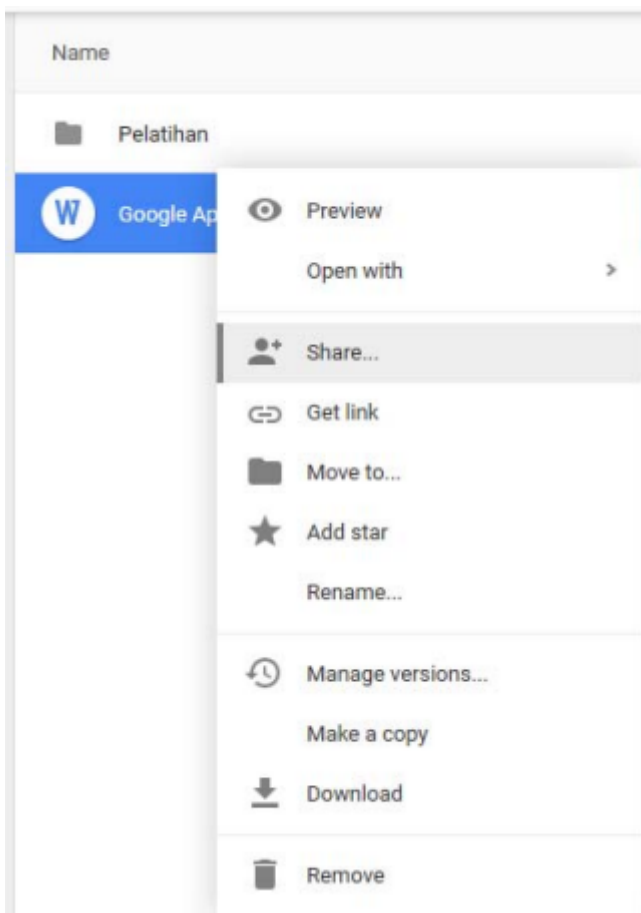 Name
Pelatihan
Google Ap
Preview
Open with
Share...
Get link
Move to...
Add star
Rename...
Manage versions...
Make a copy
Download
Remove